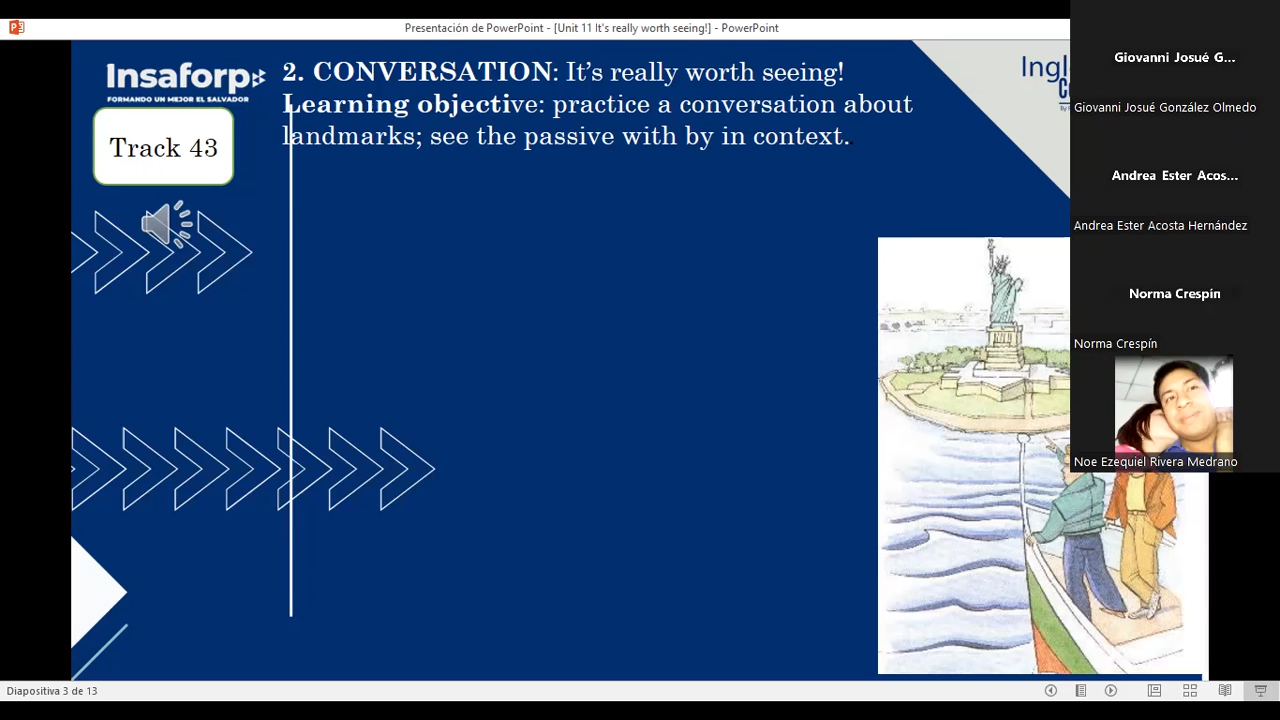 Presentación de PowerPoint - [Unit 11 It's really worth seeing!] - PowerPoint
Insaforp
FORMANDO UN MEJOR EL SALVADOR
Track 43
2. CONVERSATION: It's really worth seeing!
Learning objective: practice a conversation about
landmarks; see the passive with by in context.
Giovanni Josué G...
Giovanni Josué González Olmedo
Andrea Ester Acos...
Andrea Ester Acosta Hernández
Norma Crespín
Norma Crespín
Noe Ezequiel Rivera Medrano
Diapositiva 3 de 13